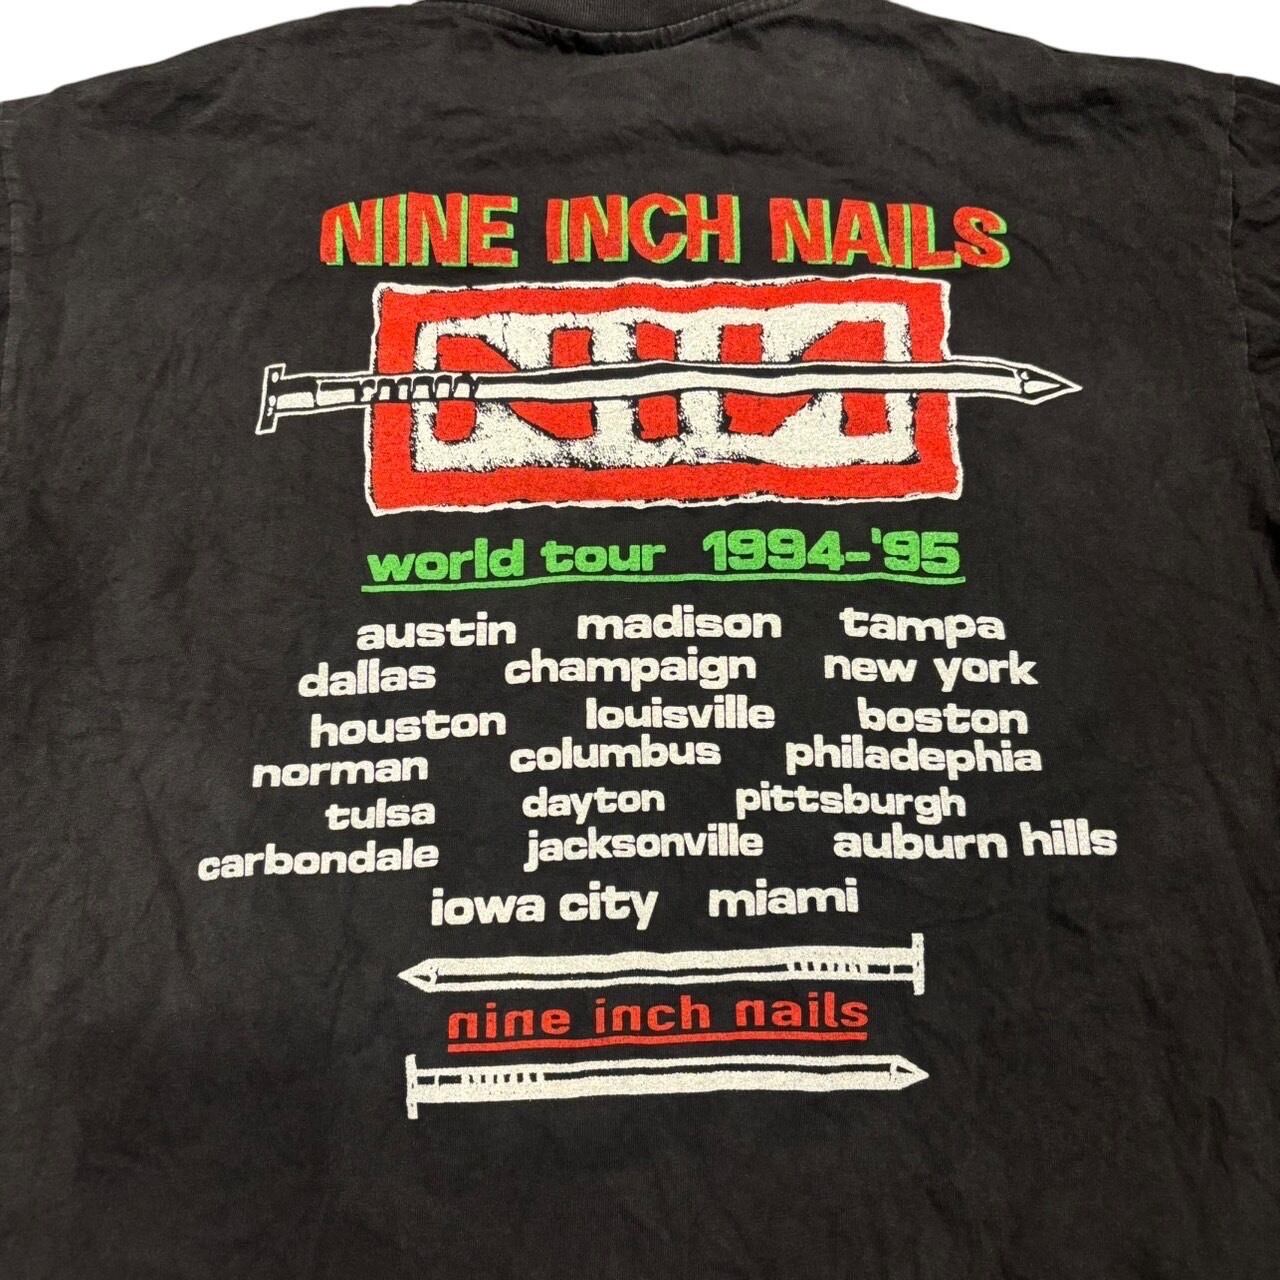 NINE INCH NAILS
NIN
world tour 1994-'95
austin madison tampa
dallas champaign new york
houston louisville boston
norman columbus philadephia
tulsa dayton pittsburgh
carbondale jacksonville auburn hills
iowa city miami
nine inch nails